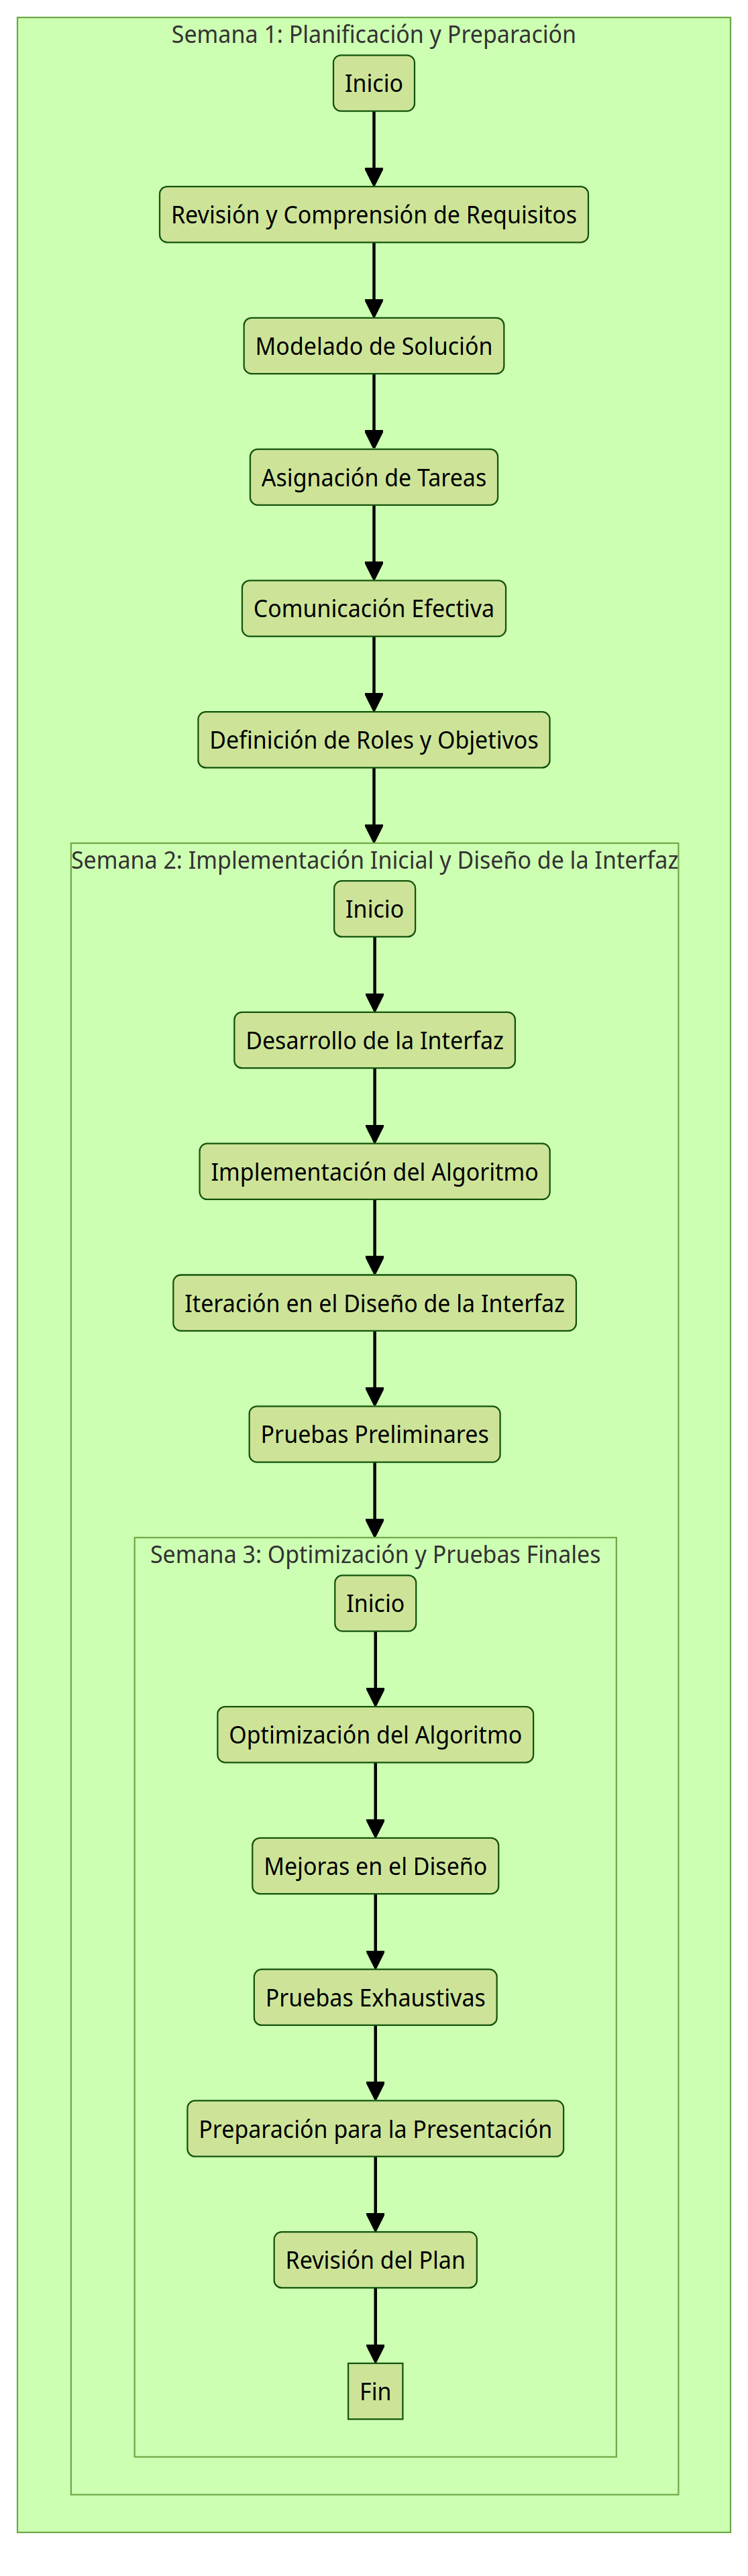 Semana 1: Planificación y Preparación
Inicio
Revisión y Comprensión de Requisitos
Modelado de Solución
Asignación de Tareas
Comunicación Efectiva
Definición de Roles y Objetivos
Semana 2: Implementación Inicial y Diseño de la Interfaz
Inicio
Desarrollo de la Interfaz
Implementación del Algoritmo
Iteración en el Diseño de la Interfaz
Pruebas Preliminares
Semana 3: Optimización y Pruebas Finales
Inicio
Optimización del Algoritmo
Mejoras en el Diseño
Pruebas Exhaustivas
Preparación para la Presentación
Revisión del Plan
Fin